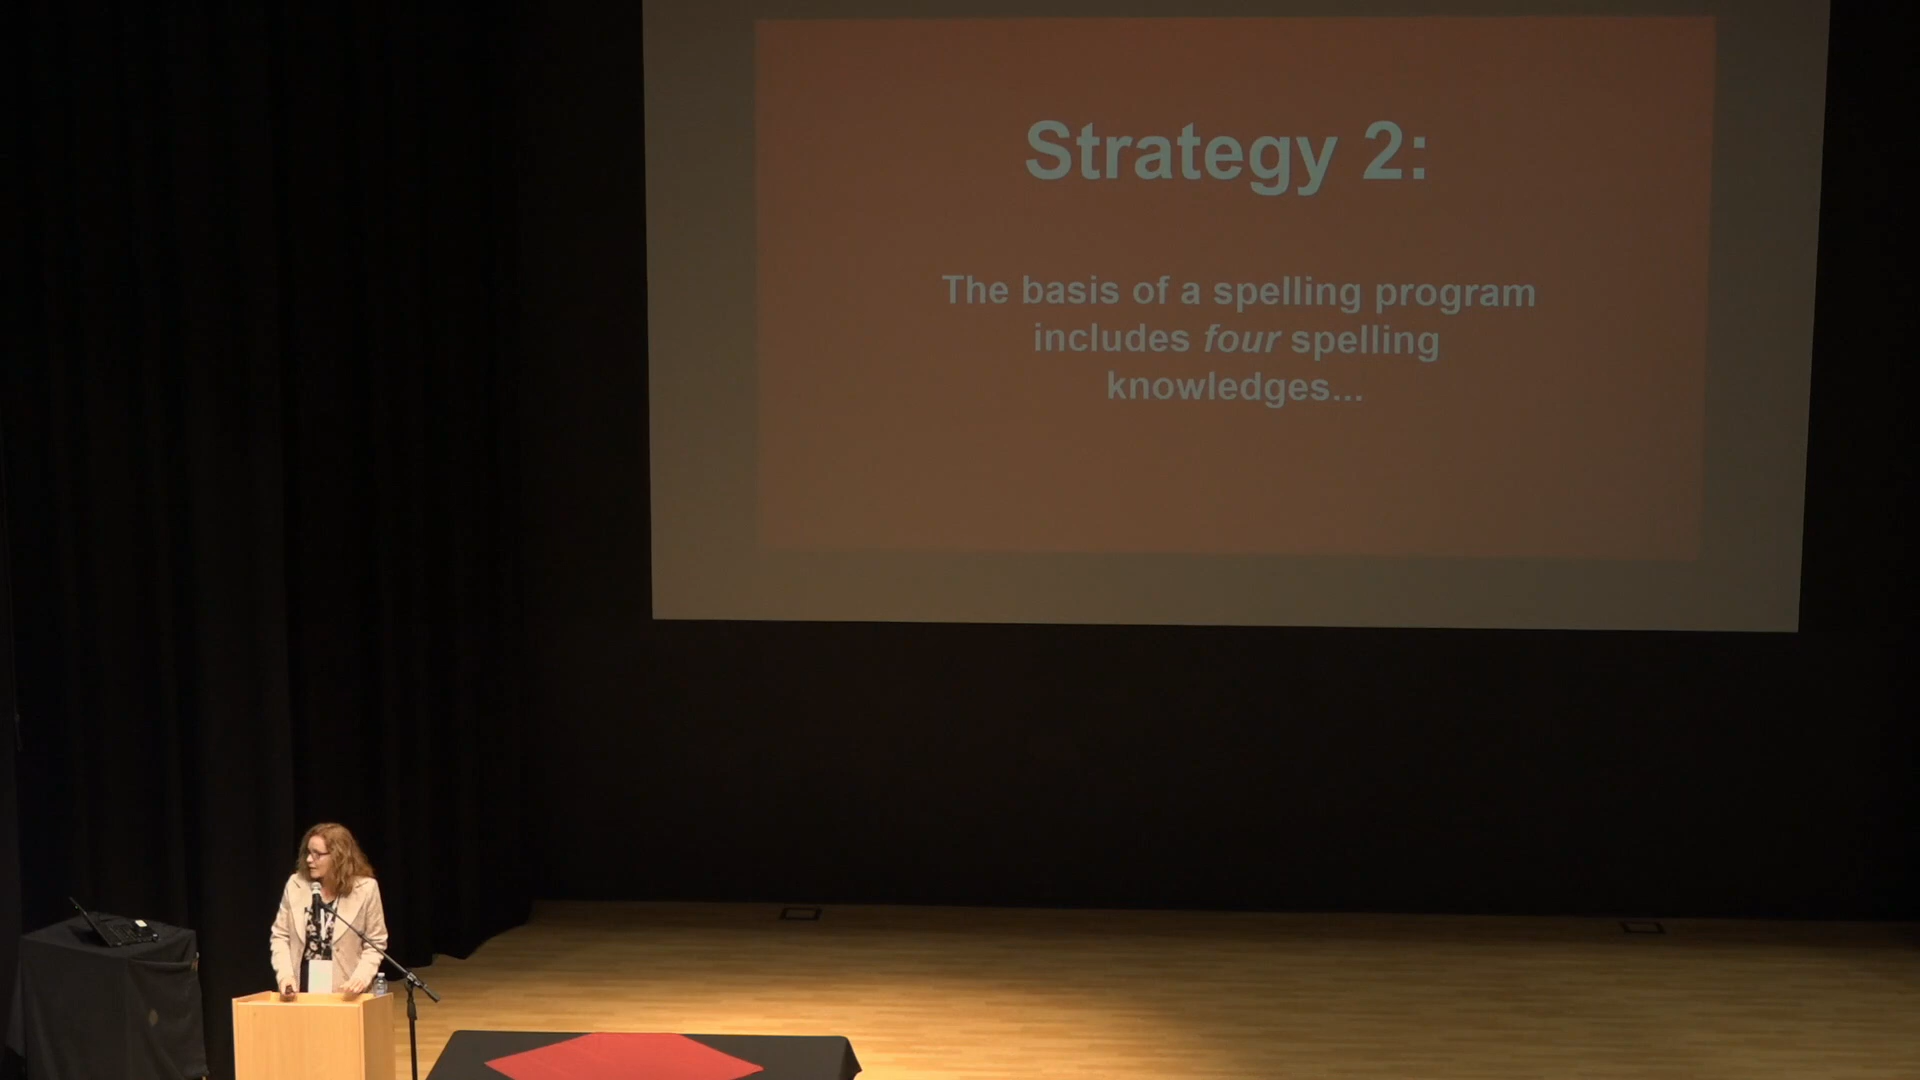 Strategy 2:
The basis of a spelling program
includes four spelling
knowledges...